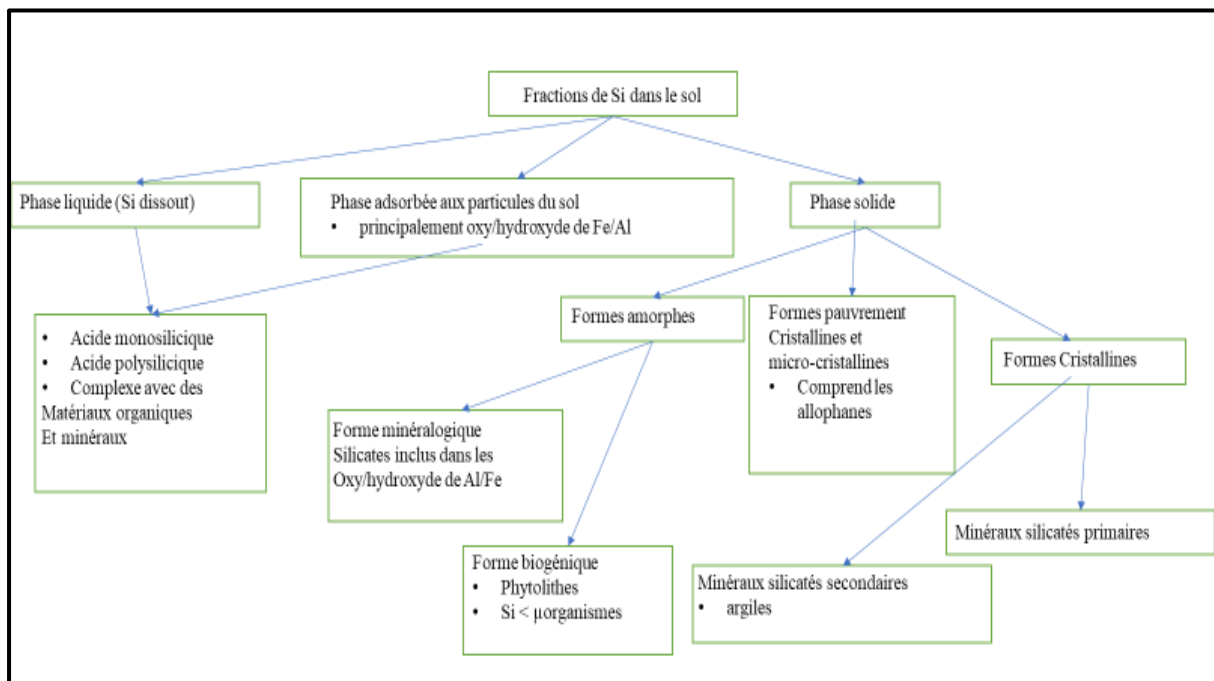 Fractions de Si dans le sol
Phase liquide (Si dissout)
Phase adsorbée aux particules du sol
• principalement oxy/hydroxyde de Fe/Al
Phase solide
• Acide monosilicique
• Acide polysilicique
• Complexe avec des
Matériaux organiques
Et minéraux
Formes amorphes
Formes pauvrement
Cristallines et
micro-cristallines
• Comprend les
allophanes
Formes Cristallines
Forme minéralogique
Silicates inclus dans les
Oxy/hydroxyde de Al/Fe
Minéraux silicatés primaires
Forme biogénique
• Phytolithes
• Si < µorganismes
Minéraux silicatés secondaires
• argiles